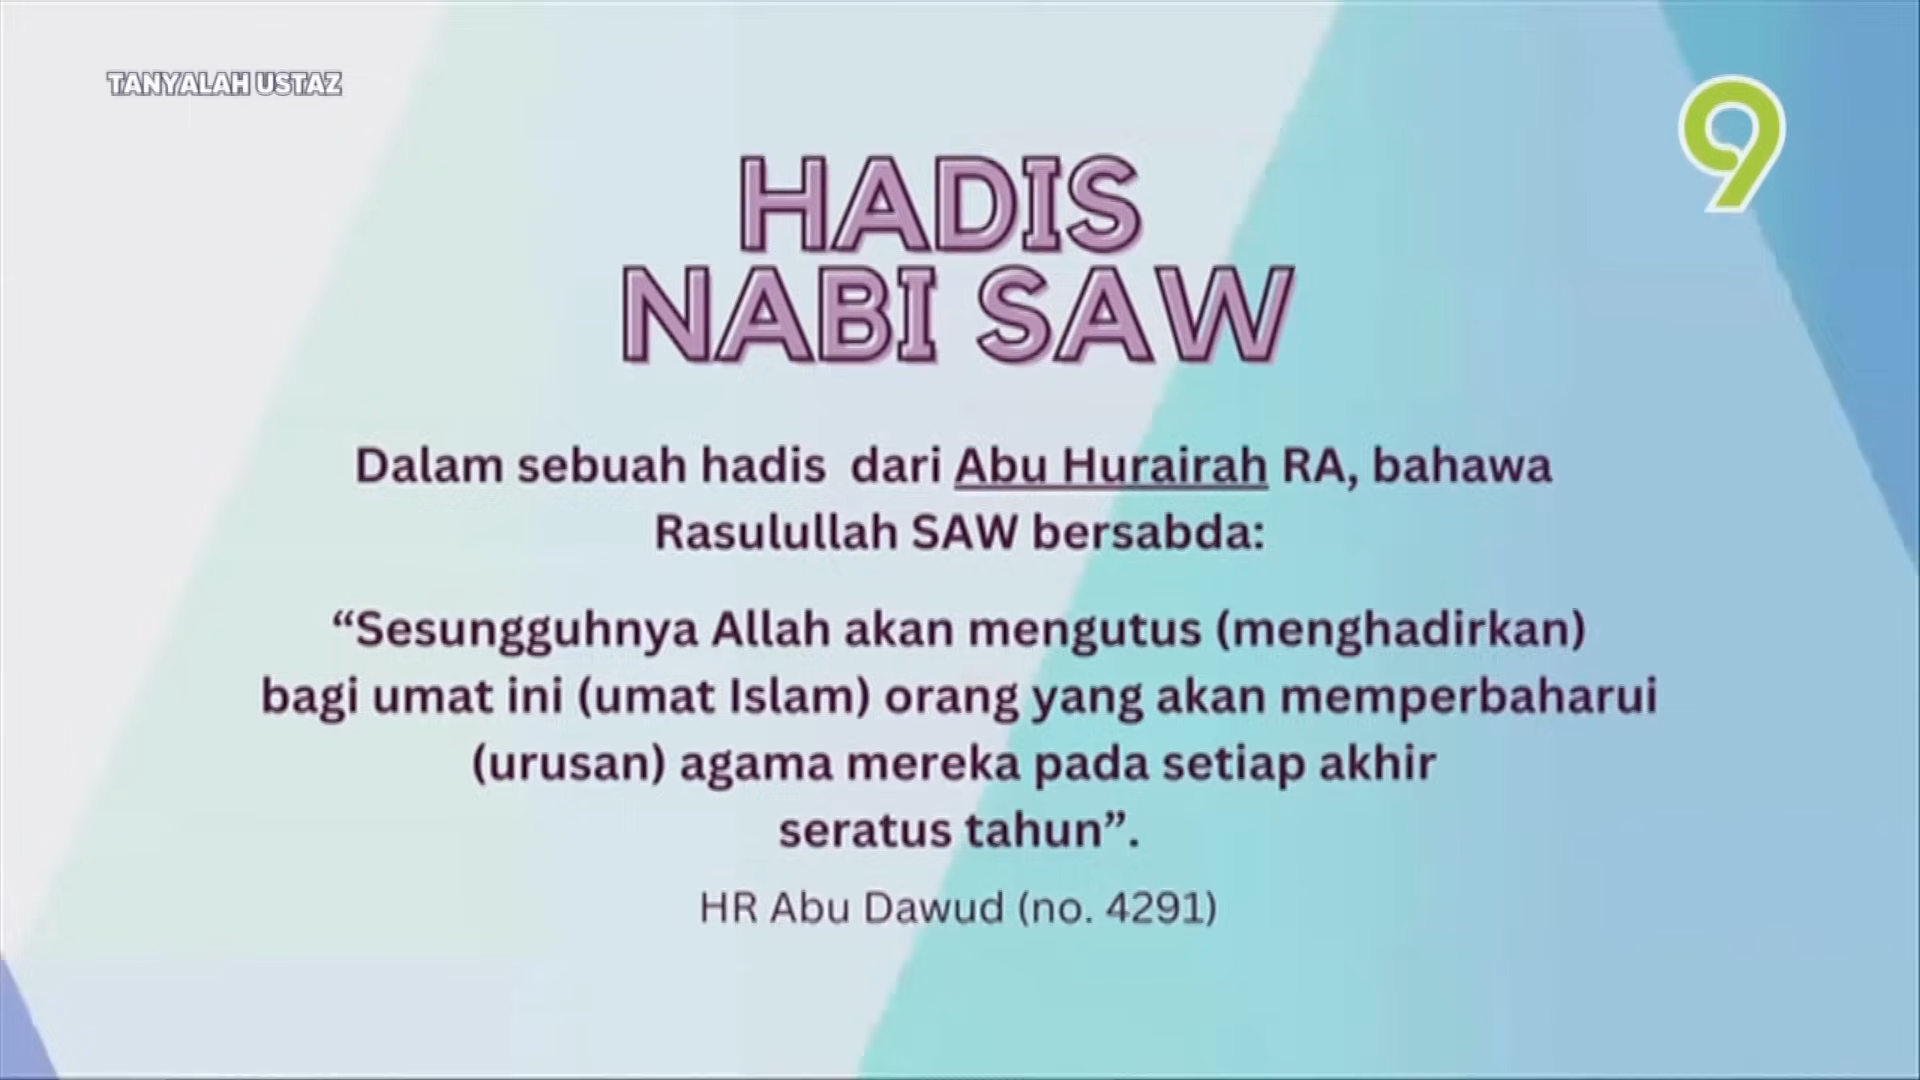 TANYALAH USTAZ
9
HADIS
NABI SAW
Dalam sebuah hadis dari Abu Hurairah RA, bahawa
Rasulullah SAW bersabda:
“Sesungguhnya Allah akan mengutus (menghadirkan)
bagi umat ini (umat Islam) orang yang akan memperbaharui
(urusan) agama mereka pada setiap akhir
seratus tahun”.
HR Abu Dawud (no. 4291)